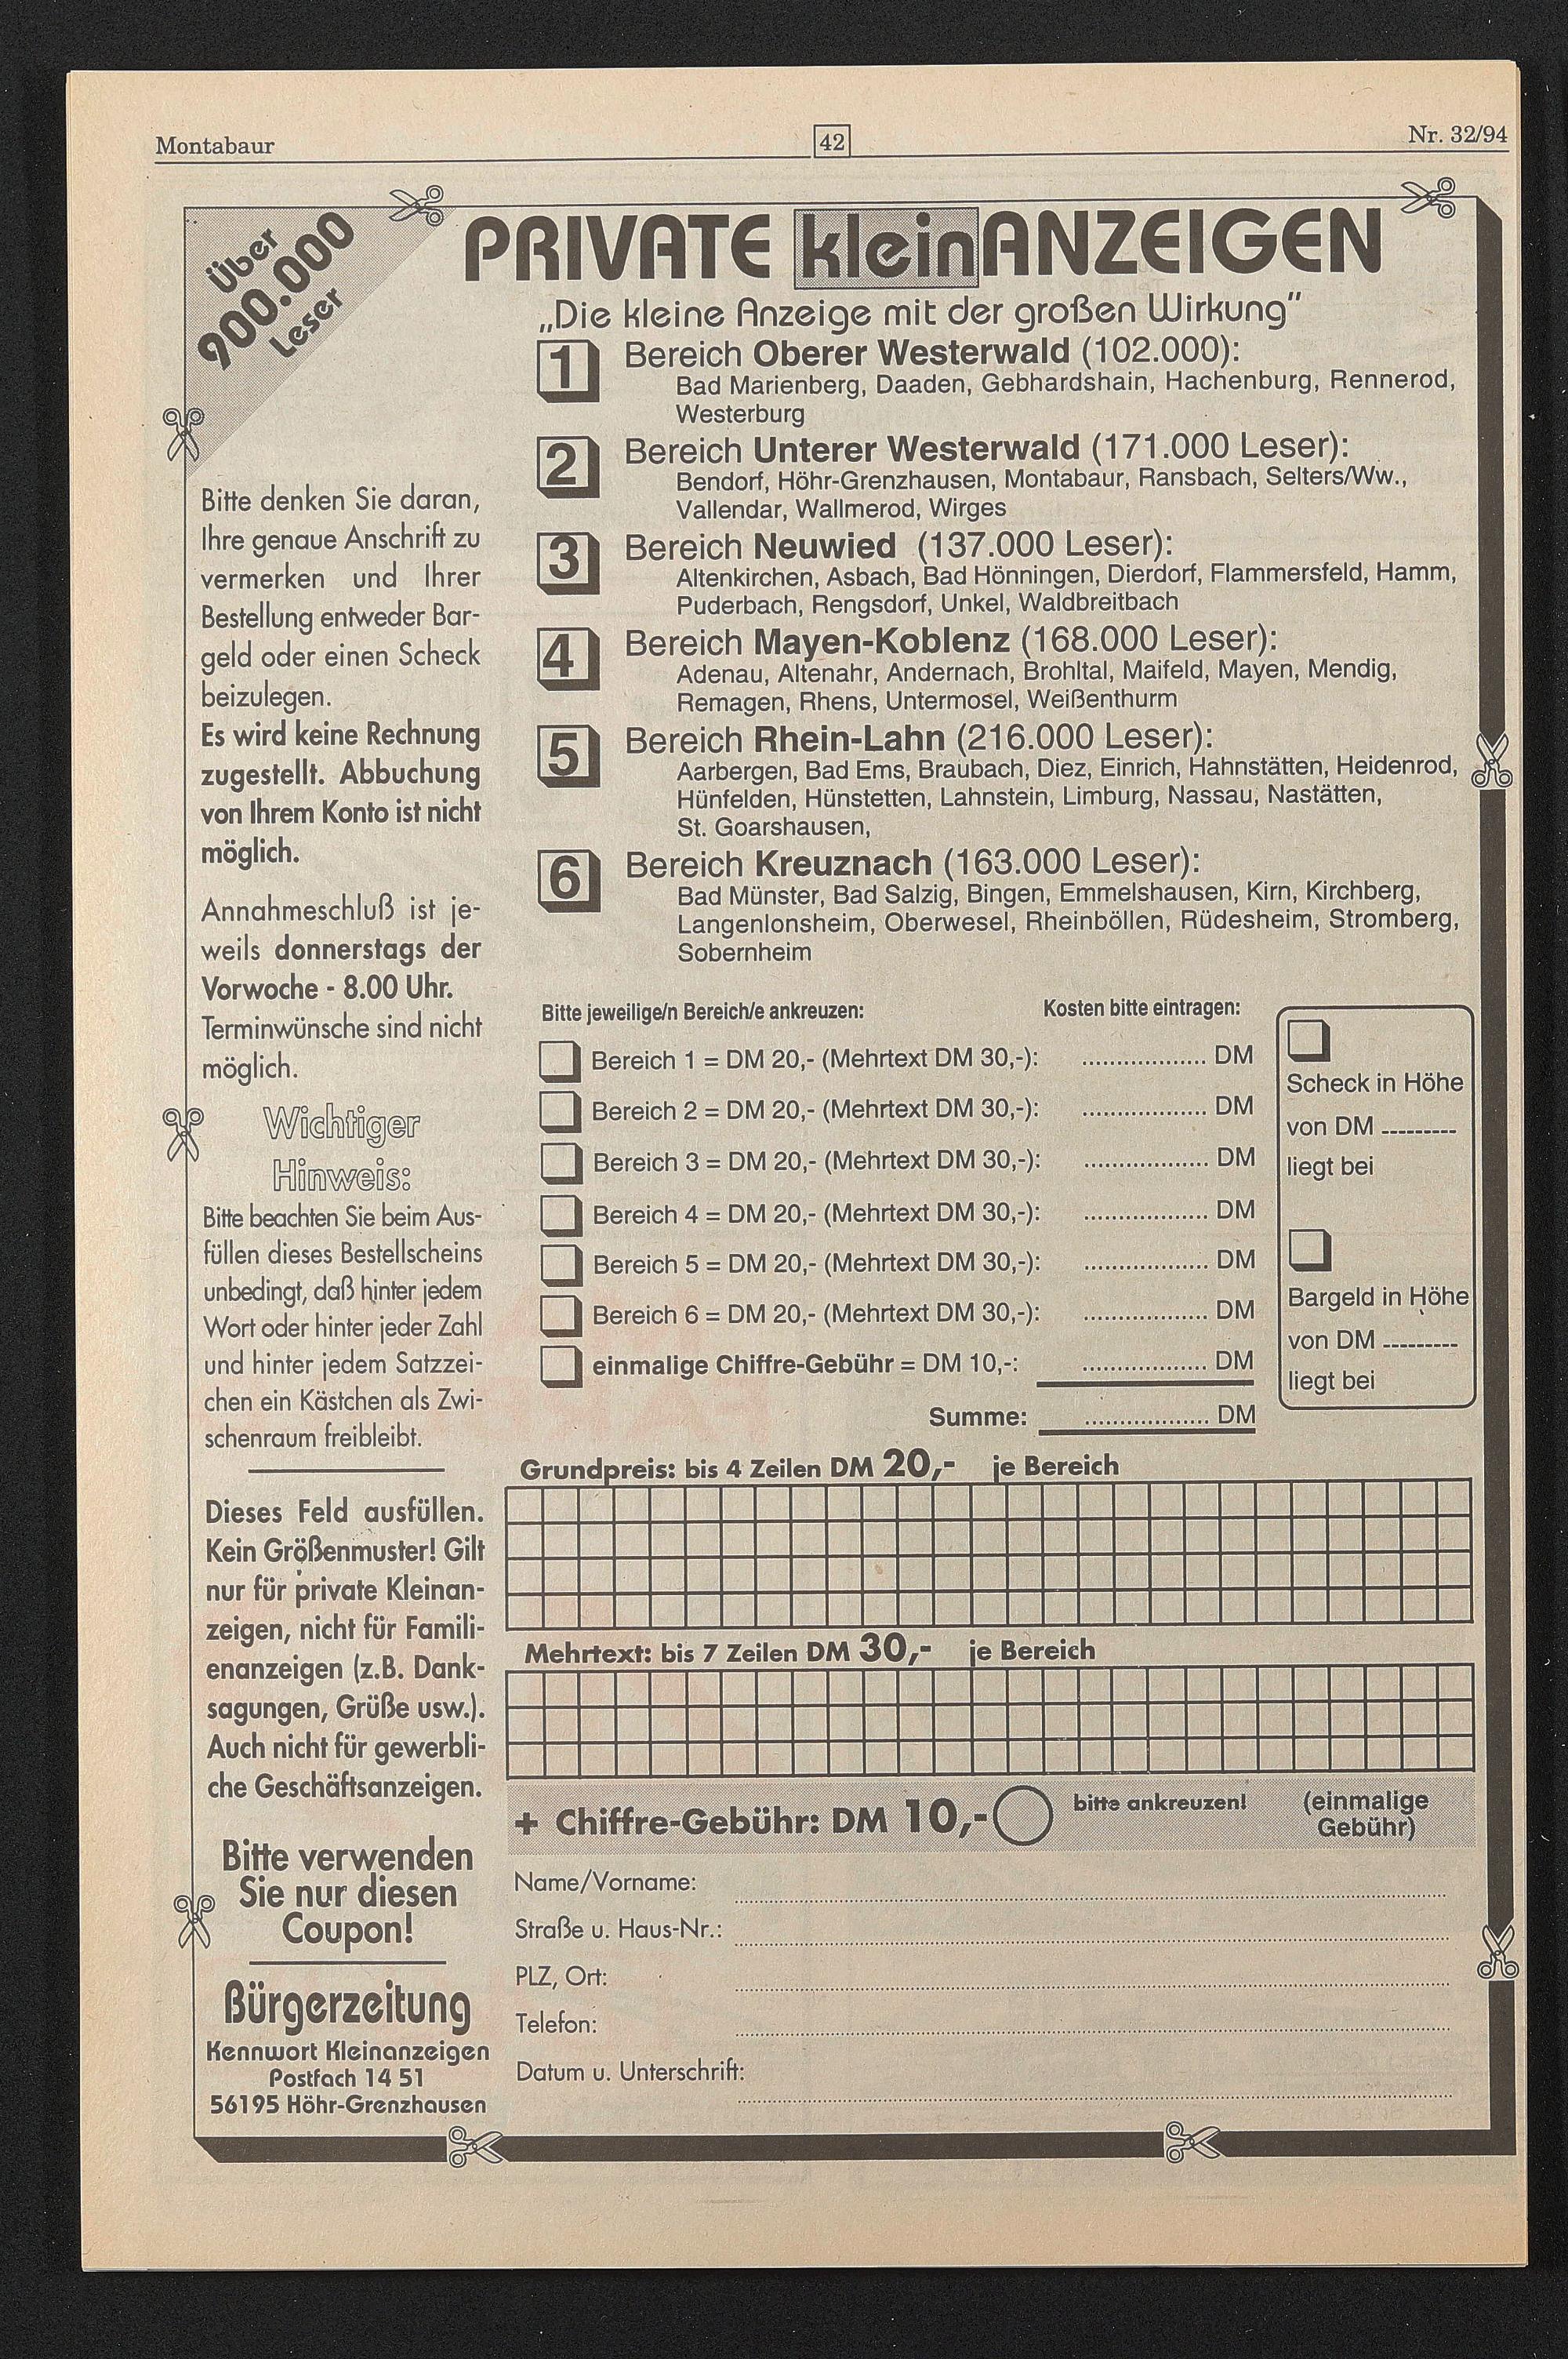 Montabaur
42
Nr. 32/94
Über
900.000
Leser
PRIVATE kleinANZEIGEN
„Die kleine Anzeige mit der großen Wirkung”
1
Bereich Oberer Westerwald (102.000):
Bad Marienberg, Daaden, Gebhardshain, Hachenburg, Rennerod,
Westerburg
2
Bereich Unterer Westerwald (171.000 Leser):
Bendorf, Höhr-Grenzhausen, Montabaur, Ransbach, Selters/Ww.,
Vallendar, Wallmerod, Wirges
3
Bereich Neuwied (137.000 Leser):
Altenkirchen, Asbach, Bad Hönningen, Dierdorf, Flammersfeld, Hamm,
Puderbach, Rengsdorf, Unkel, Waldbreitbach
4
Bereich Mayen-Koblenz (168.000 Leser):
Adenau, Altenahr, Andernach, Brohltal, Maifeld, Mayen, Mendig,
Remagen, Rhens, Untermosel, Weißenthurm
5
Bereich Rhein-Lahn (216.000 Leser):
Aarbergen, Bad Ems, Braubach, Diez, Einrich, Hahnstätten, Heidenrod,
Hünfelden, Hünstetten, Lahnstein, Limburg, Nassau, Nastätten,
St. Goarshausen,
6
Bereich Kreuznach (163.000 Leser):
Bad Münster, Bad Salzig, Bingen, Emmelshausen, Kirn, Kirchberg,
Langenlonsheim, Oberwesel, Rheinböllen, Rüdesheim, Stromberg,
Sobernheim
Bitte denken Sie daran,
Ihre genaue Anschrift zu
vermerken und Ihrer
Bestellung entweder Bar-
geld oder einen Scheck
beizulegen.
Es wird keine Rechnung
zugestellt. Abbuchung
von Ihrem Konto ist nicht
möglich.
Annahmeschluß ist je-
weils donnerstags der
Vorwoche - 8.00 Uhr.
Terminwünsche sind nicht
möglich.
Wichtiger
Hinweis:
Bitte beachten Sie beim Aus-
füllen dieses Bestellscheins
unbedingt, daß hinter jedem
Wort oder hinter jeder Zahl
und hinter jedem Satzzei-
chen ein Kästchen als Zwi-
schenraum freibleibt.
Dieses Feld ausfüllen.
Kein Größenmuster! Gilt
nur für private Kleinan-
zeigen, nicht für Famili-
enanzeigen (z.B. Dank-
sagungen, Grüße usw.).
Auch nicht für gewerbli-
che Geschäftsanzeigen.
Bitte verwenden
Sie nur diesen
Coupon!
Bürgerzeitung
Kennwort Kleinanzeigen
Postfach 14 51
56195 Höhr-Grenzhausen
Bitte jeweilige/n Bereich/e ankreuzen:
Kosten bitte eintragen:
Bereich 1 = DM 20,- (Mehrtext DM 30,-): .................. DM
Bereich 2 = DM 20,- (Mehrtext DM 30,-): .................. DM
Bereich 3 = DM 20,- (Mehrtext DM 30,-): .................. DM
Bereich 4 = DM 20,- (Mehrtext DM 30,-): .................. DM
Bereich 5 = DM 20,- (Mehrtext DM 30,-): .................. DM
Bereich 6 = DM 20,- (Mehrtext DM 30,-): .................. DM
einmalige Chiffre-Gebühr = DM 10,-: .................. DM
Summe: .................. DM
Scheck in Höhe
von DM ---------
liegt bei
Bargeld in Höhe
von DM ---------
liegt bei
Grundpreis: bis 4 Zeilen DM 20,- je Bereich
Mehrtext: bis 7 Zeilen DM 30,- je Bereich
+ Chiffre-Gebühr: DM 10,- bitte ankreuzen! (einmalige
Gebühr)
Name/Vorname:
Straße u. Haus-Nr.:
PLZ, Ort:
Telefon:
Datum u. Unterschrift: